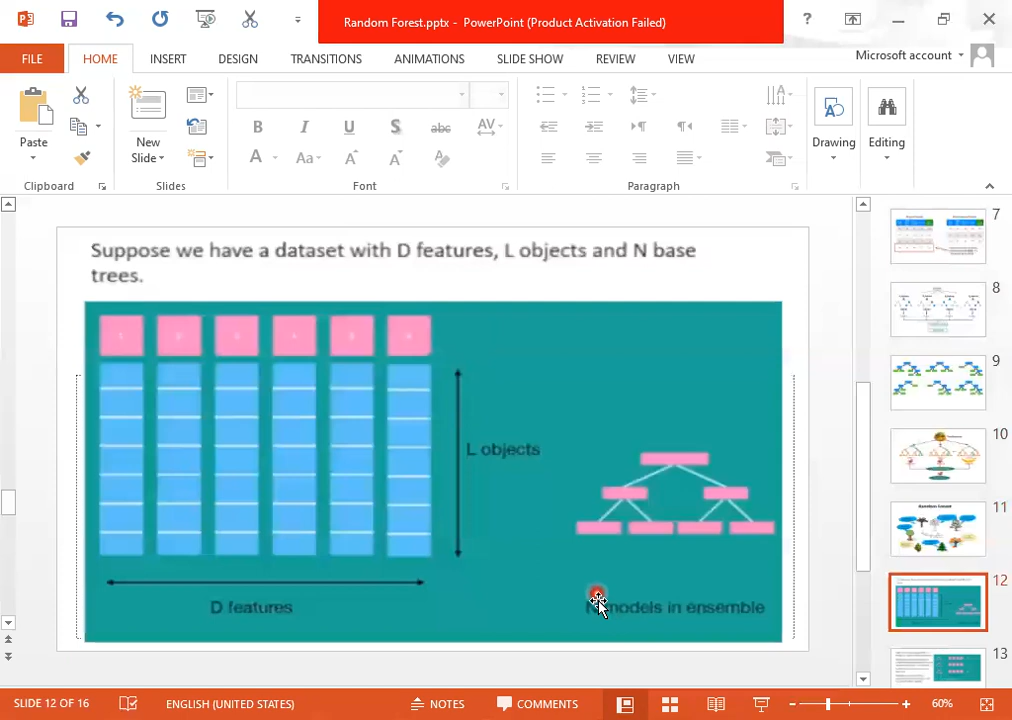 Random Forest.pptx - PowerPoint (Product Activation Failed)
FILE
HOME
INSERT
DESIGN
TRANSITIONS
ANIMATIONS
SLIDE SHOW
REVIEW
VIEW
Microsoft account
Paste
New
Slide
Drawing
Editing
Clipboard
Slides
Font
Paragraph
Suppose we have a dataset with D features, L objects and N base
trees.
L objects
D features
models in ensemble
7
8
9
10
11
12
13
SLIDE 12 OF 16
ENGLISH (UNITED STATES)
NOTES
COMMENTS
60%